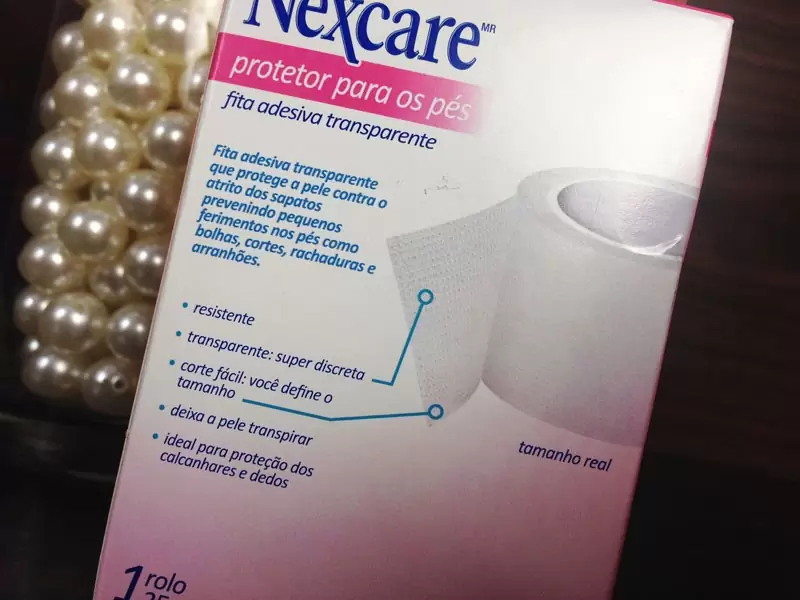 Nexcare MR
protetor para os pés
fita adesiva transparente
Fita adesiva transparente
que protege a pele contra o
atrito dos sapatos
prevenindo pequenos
ferimentos nos pés como
bolhas, cortes, rachaduras e
arranhões.
• resistente
• transparente: super discreta
• corte fácil: você define o
tamanho
• deixa a pele transpirar
• ideal para proteção dos
calcanhares e dedos
tamanho real
1 rolo